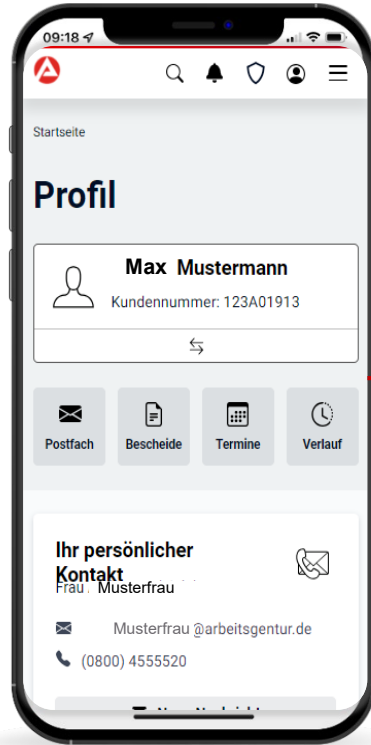 09:18
Startseite
Profil
Max Mustermann
Kundennummer: 123A01913
Postfach Bescheide Termine Verlauf
Ihr persönlicher
Kontakt
Frau Musterfrau
Musterfrau @arbeitsgentur.de
(0800) 4555520